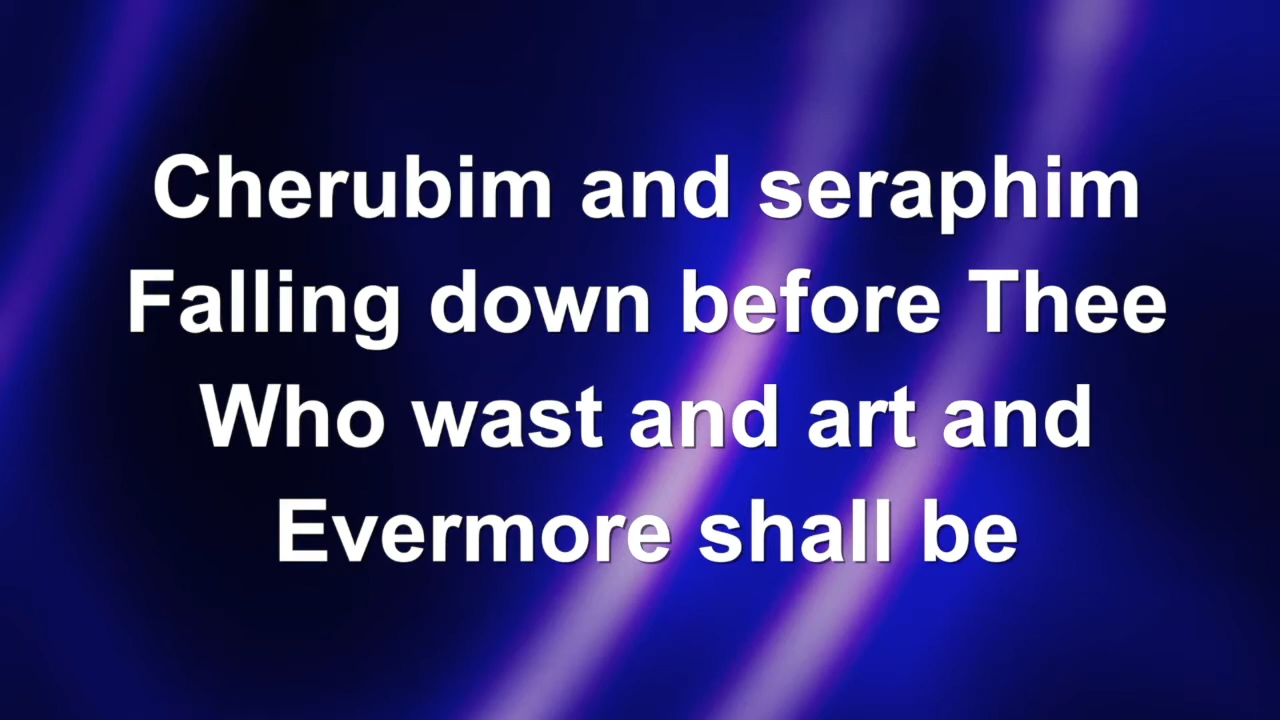 Cherubim and seraphim
Falling down before Thee
Who wast and art and
Evermore shall be